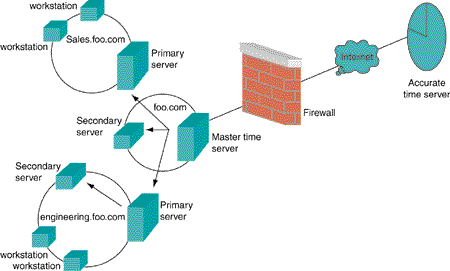 workstation
Sales.foo.com
workstation
Primary
server
Internet
Accurate
time server
foo.com
Firewall
Secondary
server
Master time
server
Secondary
server
Primary
server
engineering.foo.com
workstation
workstation